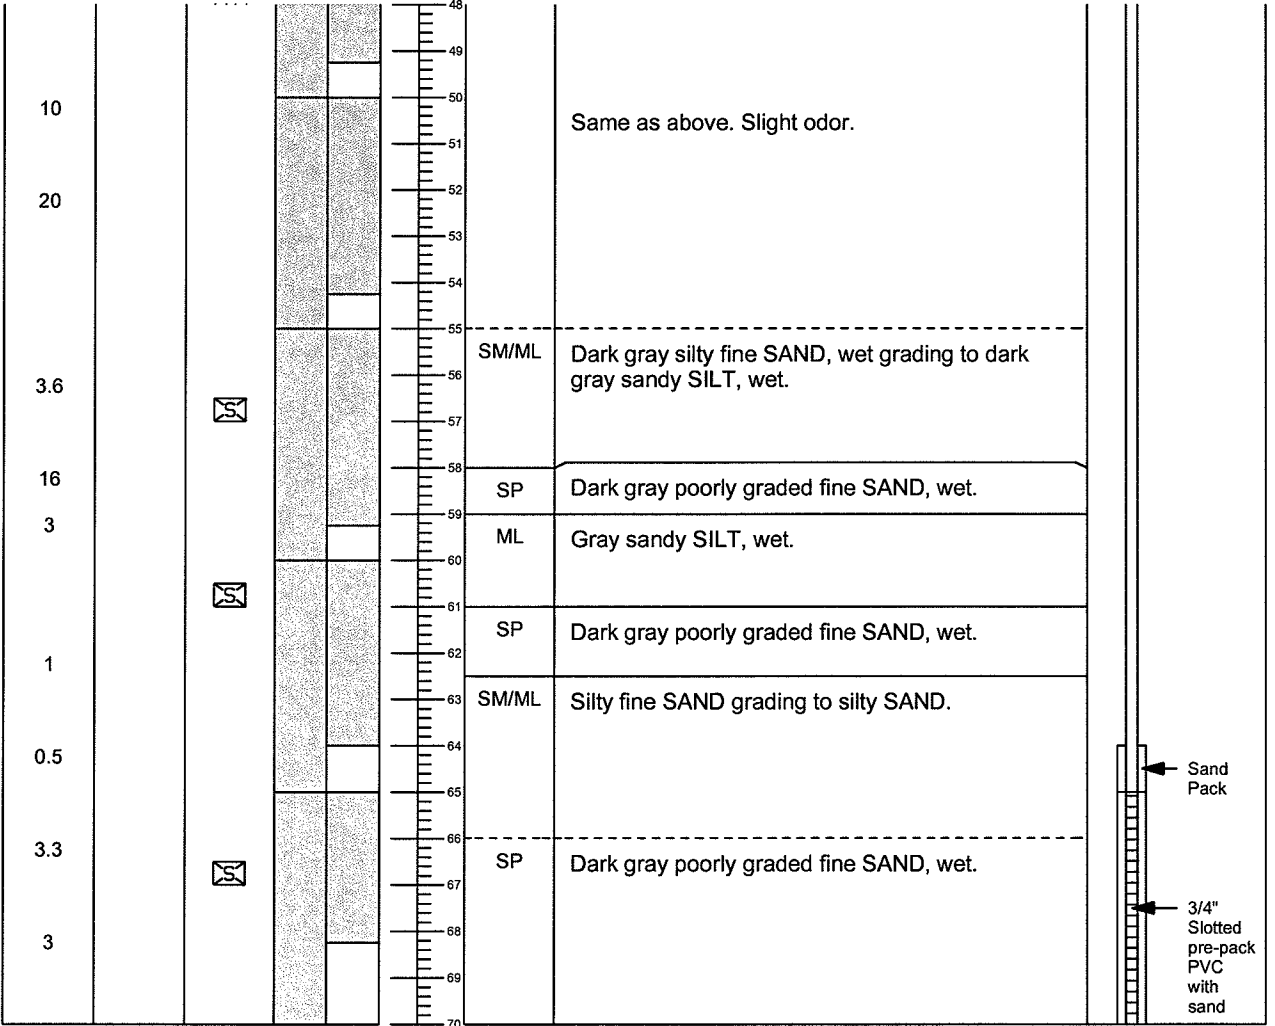 48
49
50
10
Same as above. Slight odor.
51
52
20
53
54
55
SM/ML Dark gray silty fine SAND, wet grading to dark
gray sandy SILT, wet.
56
3.6
S
57
58
16
SP Dark gray poorly graded fine SAND, wet.
59
3
ML Gray sandy SILT, wet.
60
S
61
SP Dark gray poorly graded fine SAND, wet.
62
1
63
SM/ML Silty fine SAND grading to silty SAND.
64
0.5
Sand
Pack
65
66
3.3
SP Dark gray poorly graded fine SAND, wet.
S
67
3/4"
Slotted
pre-pack
PVC
with
sand
68
3
69
70